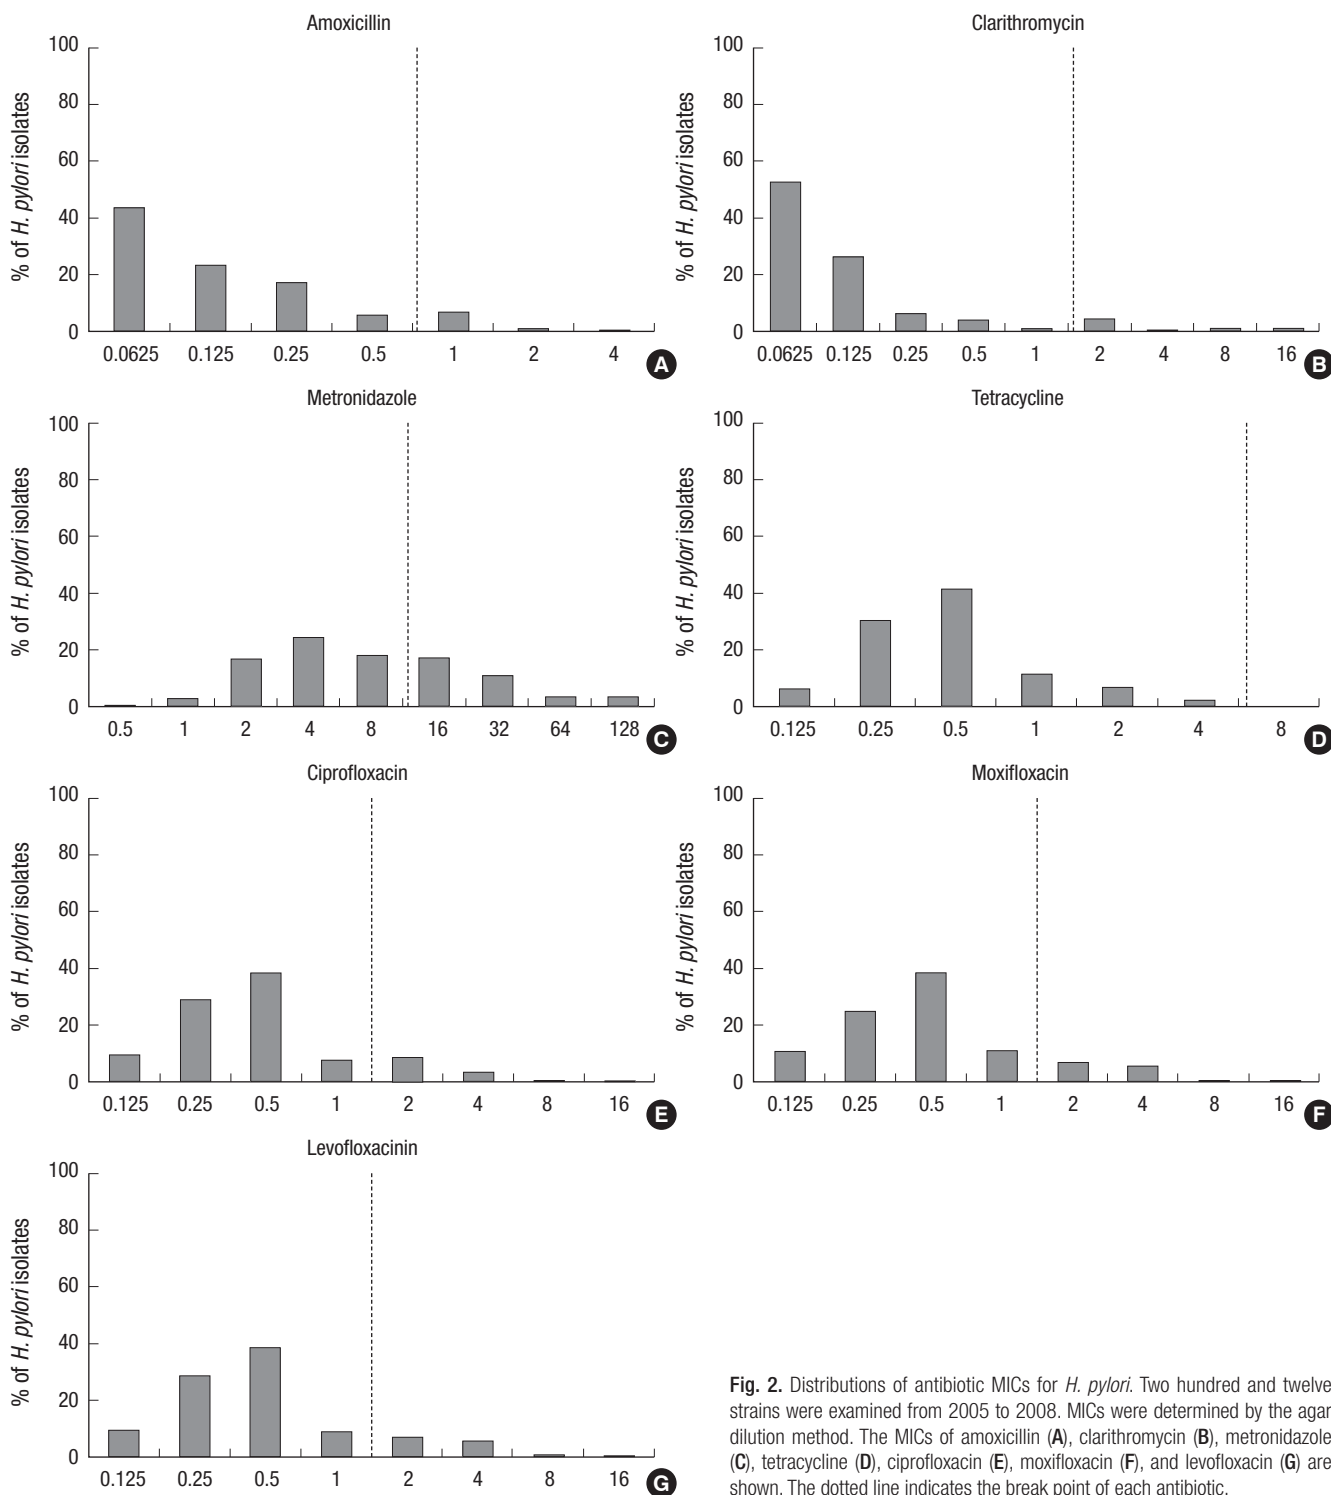 Amoxicillin
100
80
60
40
20
0
% of H. pylori isolates
0.0625 0.125 0.25 0.5 1 2 4
A
Clarithromycin
100
80
60
40
20
0
% of H. pylori isolates
0.0625 0.125 0.25 0.5 1 2 4 8 16
B
Metronidazole
100
80
60
40
20
0
% of H. pylori isolates
0.5 1 2 4 8 16 32 64 128
C
Tetracycline
100
80
60
40
20
0
% of H. pylori isolates
0.125 0.25 0.5 1 2 4 8
D
Ciprofloxacin
100
80
60
40
20
0
% of H. pylori isolates
0.125 0.25 0.5 1 2 4 8 16
E
Moxifloxacin
100
80
60
40
20
0
% of H. pylori isolates
0.125 0.25 0.5 1 2 4 8 16
F
Levofloxacinin
100
80
60
40
20
0
% of H. pylori isolates
0.125 0.25 0.5 1 2 4 8 16
G
Fig. 2. Distributions of antibiotic MICs for H. pylori. Two hundred and twelve
strains were examined from 2005 to 2008. MICs were determined by the agar
dilution method. The MICs of amoxicillin (A), clarithromycin (B), metronidazole
(C), tetracycline (D), ciprofloxacin (E), moxifloxacin (F), and levofloxacin (G) are
shown. The dotted line indicates the break point of each antibiotic.